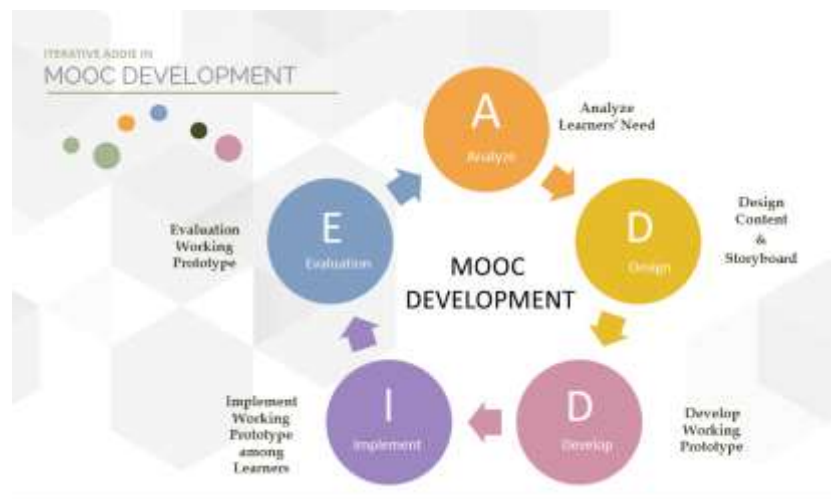 ITERATIVE ADDIE IN
MOOC DEVELOPMENT
A
Analyze
Analyze
Learners' Need
D
Design
Design
Content
&
Storyboard
D
Develop
Develop
Working
Prototype
I
Implement
Implement
Working
Prototype
among
Learners
E
Evaluation
Evaluation
Working
Prototype
MOOC
DEVELOPMENT